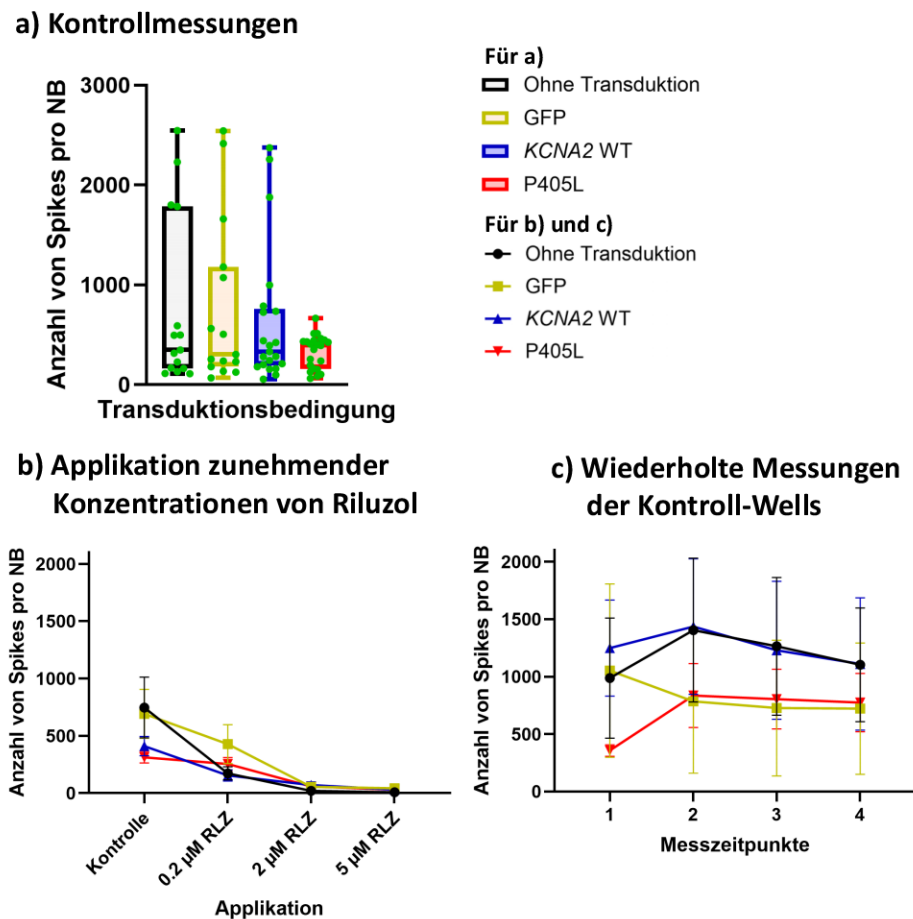 a) Kontrollmessungen
Anzahl von Spikes pro NB
3000
2000
1000
0
Transduktionsbedingung
Für a)
Ohne Transduktion
GFP
KCNA2 WT
P405L
Für b) und c)
Ohne Transduktion
GFP
KCNA2 WT
P405L
b) Applikation zunehmender
Konzentrationen von Riluzol
Anzahl von Spikes pro NB
2000
1500
1000
500
0
Kontrolle
0.2 µM RLZ
2 µM RLZ
5 µM RLZ
Applikation
c) Wiederholte Messungen
der Kontroll-Wells
Anzahl von Spikes pro NB
2000
1500
1000
500
0
1 2 3 4
Messzeitpunkte